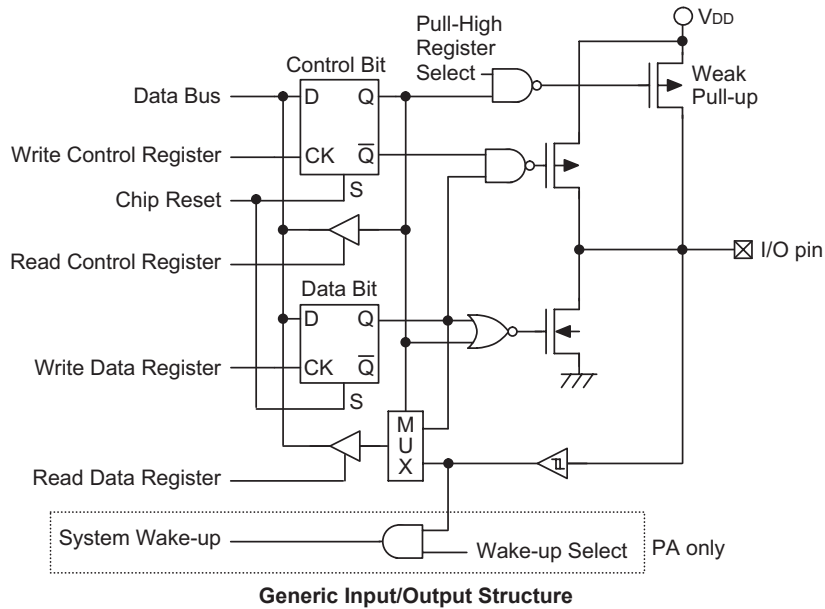 Pull-High
Register
Select
VDD
Control Bit
Weak
Pull-up
Data Bus
D
Q
Write Control Register
CK
Q
S
Chip Reset
Read Control Register
I/O pin
Data Bit
D
Q
Write Data Register
CK
Q
S
M
U
X
Read Data Register
System Wake-up
Wake-up Select
PA only
Generic Input/Output Structure